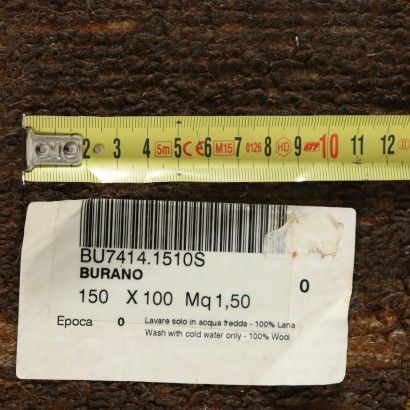 2 3 4 5m 5 CE 6 M15 7 0126 8 HD 9 10 11 12
BU7414.1510S
BURANO
150 X 100 Mq 1,50
0
Epoca 0
Lavare solo in acqua fredda - 100% Lana
Wash with cold water only - 100% Wool